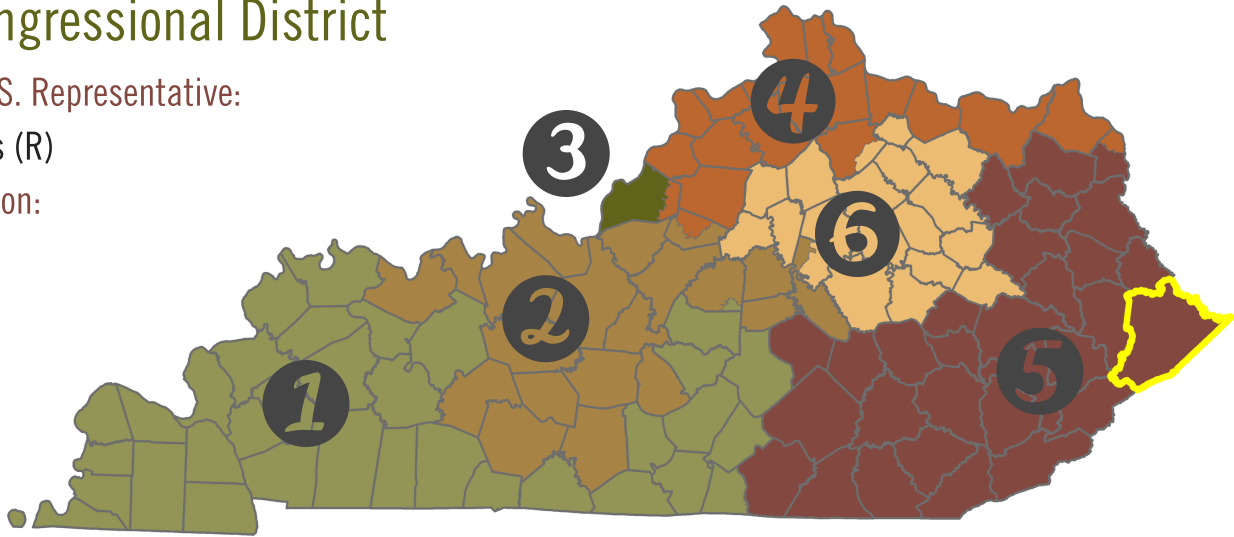 ngressional District
S. Representative:
s (R)
on:
4
3
6
2
5
1